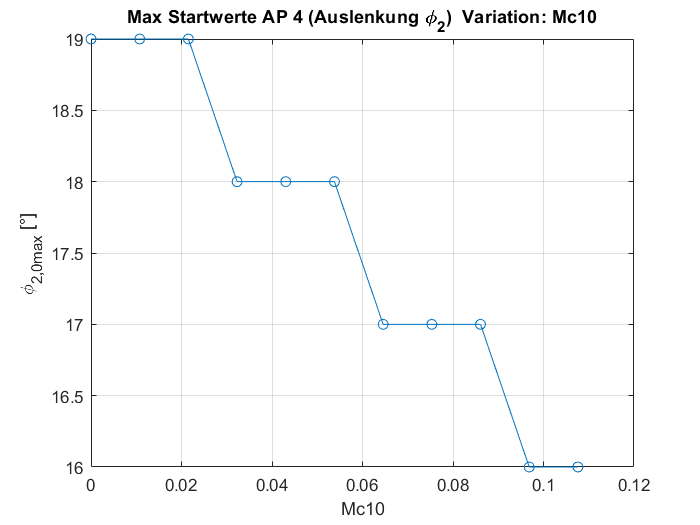 Max Startwerte AP 4 (Auslenkung ϕ₂) Variation: Mc10
19
18.5
18
17.5
17
16.5
16
ϕ₂,₀ₘₐₓ [°]
0 0.02 0.04 0.06 0.08 0.1 0.12
Mc10